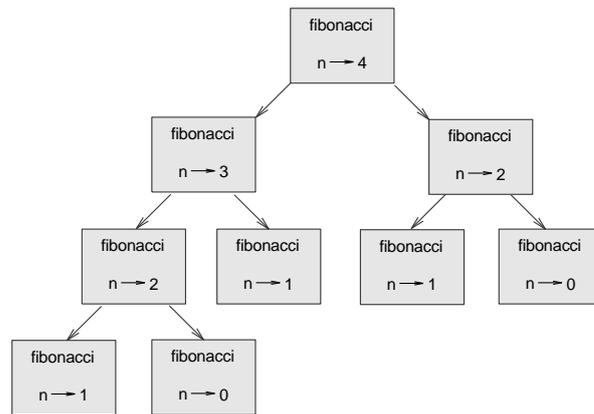 fibonacci
n → 4
fibonacci
n → 3
fibonacci
n → 2
fibonacci
n → 2
fibonacci
n → 1
fibonacci
n → 1
fibonacci
n → 0
fibonacci
n → 1
fibonacci
n → 0